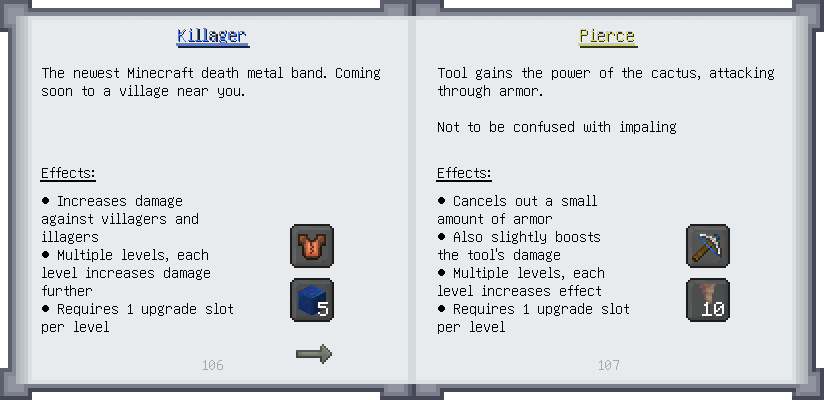 Killager
The newest Minecraft death metal band. Coming
soon to a village near you.
Effects:
● Increases damage
against villagers and
illagers
● Multiple levels, each
level increases damage
further
● Requires 1 upgrade slot
per level
5
106
Pierce
Tool gains the power of the cactus, attacking
through armor.
Not to be confused with impaling
Effects:
● Cancels out a small
amount of armor
● Also slightly boosts
the tool's damage
● Multiple levels, each
level increases effect
● Requires 1 upgrade slot
per level
10
107